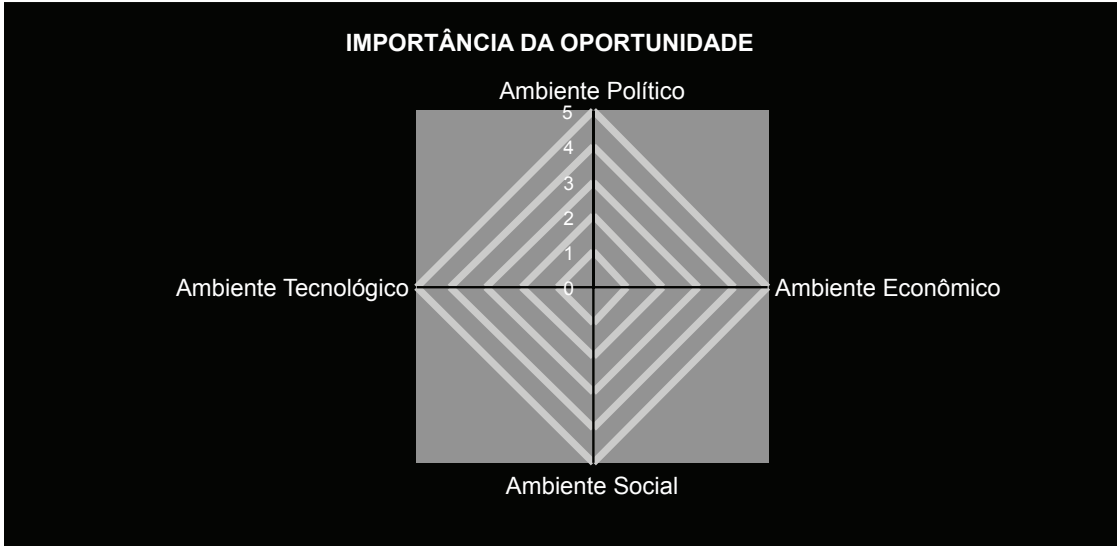 IMPORTÂNCIA DA OPORTUNIDADE
Ambiente Político
5
4
3
2
1
0
Ambiente Tecnológico
Ambiente Econômico
Ambiente Social